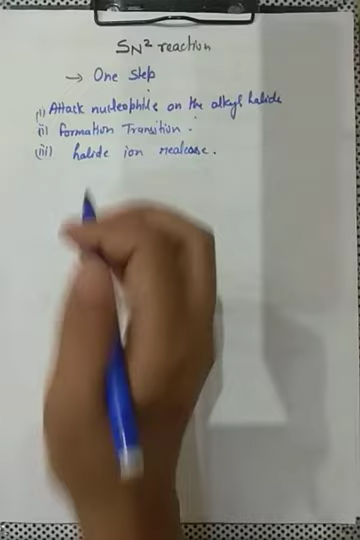 SN² reaction
→ One step
(i) Attack nucleophile on the alkyl halide
(ii) formation Transition.
(iii) halide ion realease.